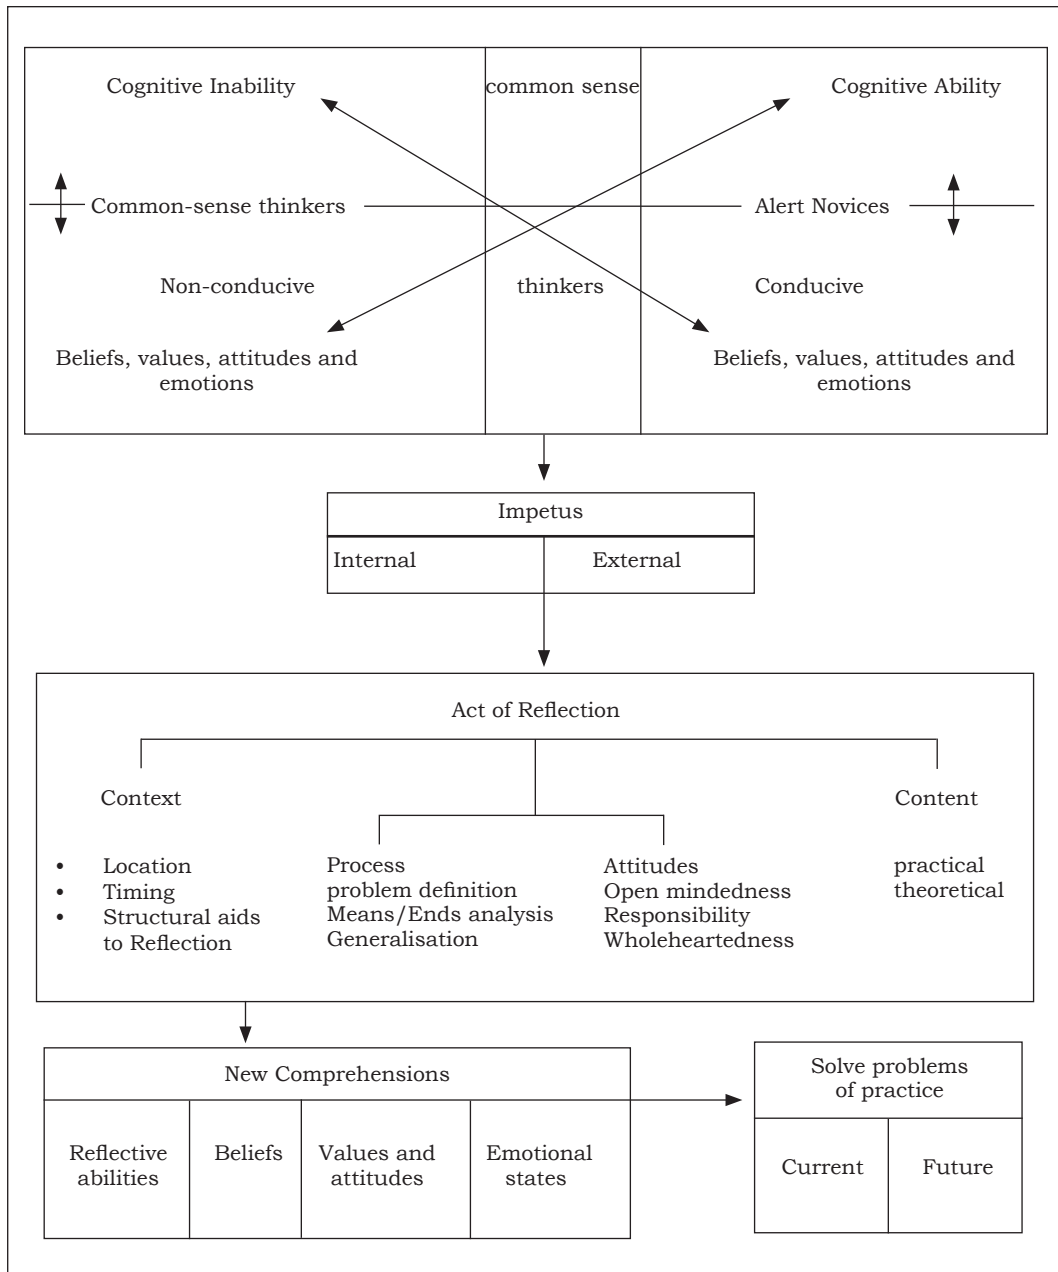 Cognitive Inability
common sense
Cognitive Ability
Common-sense thinkers
Alert Novices
Non-conducive
thinkers
Conducive
Beliefs, values, attitudes and
emotions
Beliefs, values, attitudes and
emotions
Impetus
Internal
External
Act of Reflection
Context
Content
• Location
• Timing
• Structural aids
to Reflection
Process
problem definition
Means/Ends analysis
Generalisation
Attitudes
Open mindedness
Responsibility
Wholeheartedness
practical
theoretical
New Comprehensions
Reflective
abilities
Beliefs
Values and
attitudes
Emotional
states
Solve problems
of practice
Current
Future